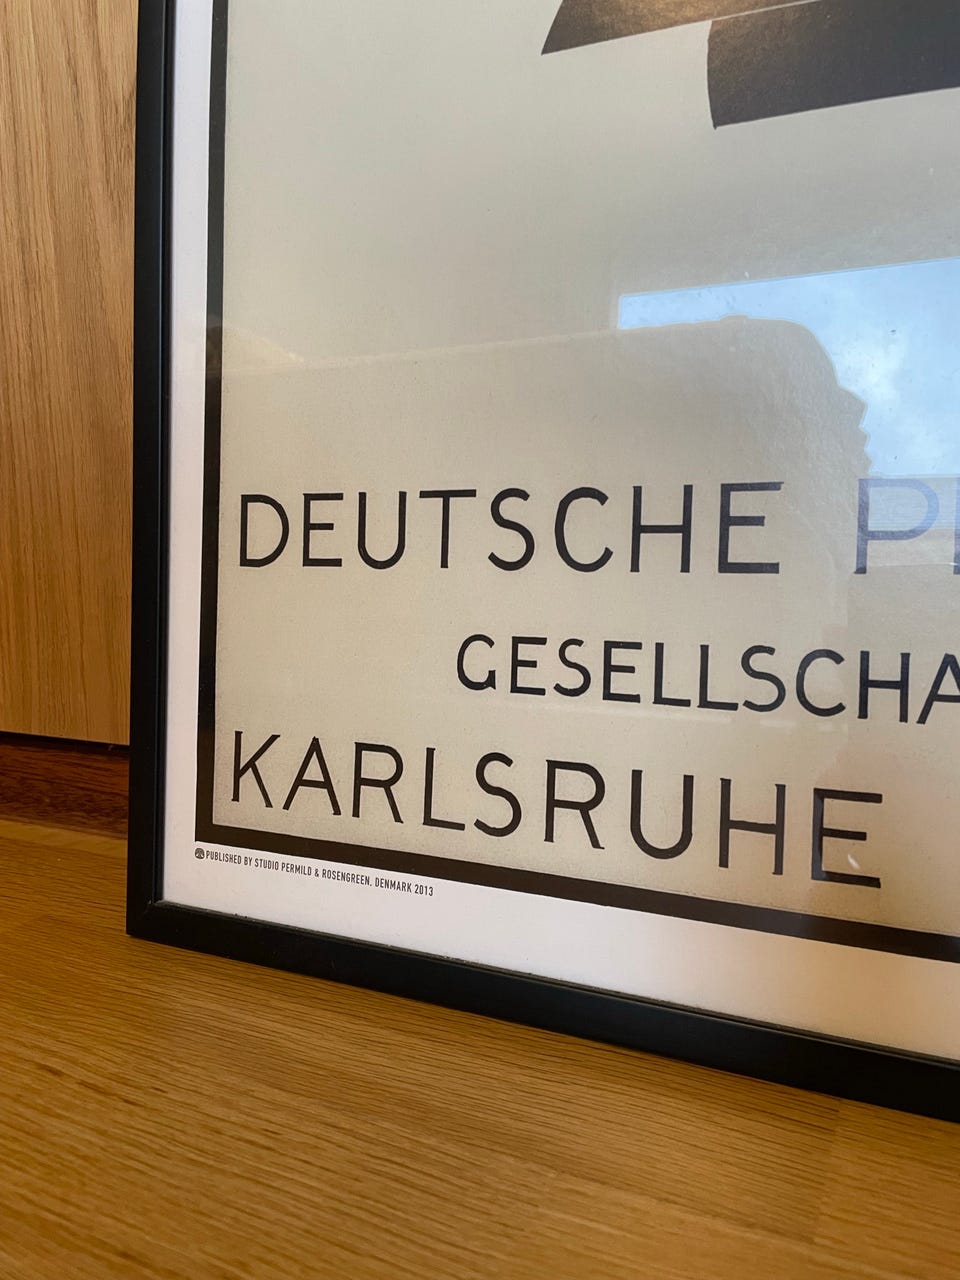 DEUTSCHE
GESELLSCHA
KARLSRUHE
PUBLISHED BY STUDIO PERMILD & ROSENGREEN, DENMARK 2013